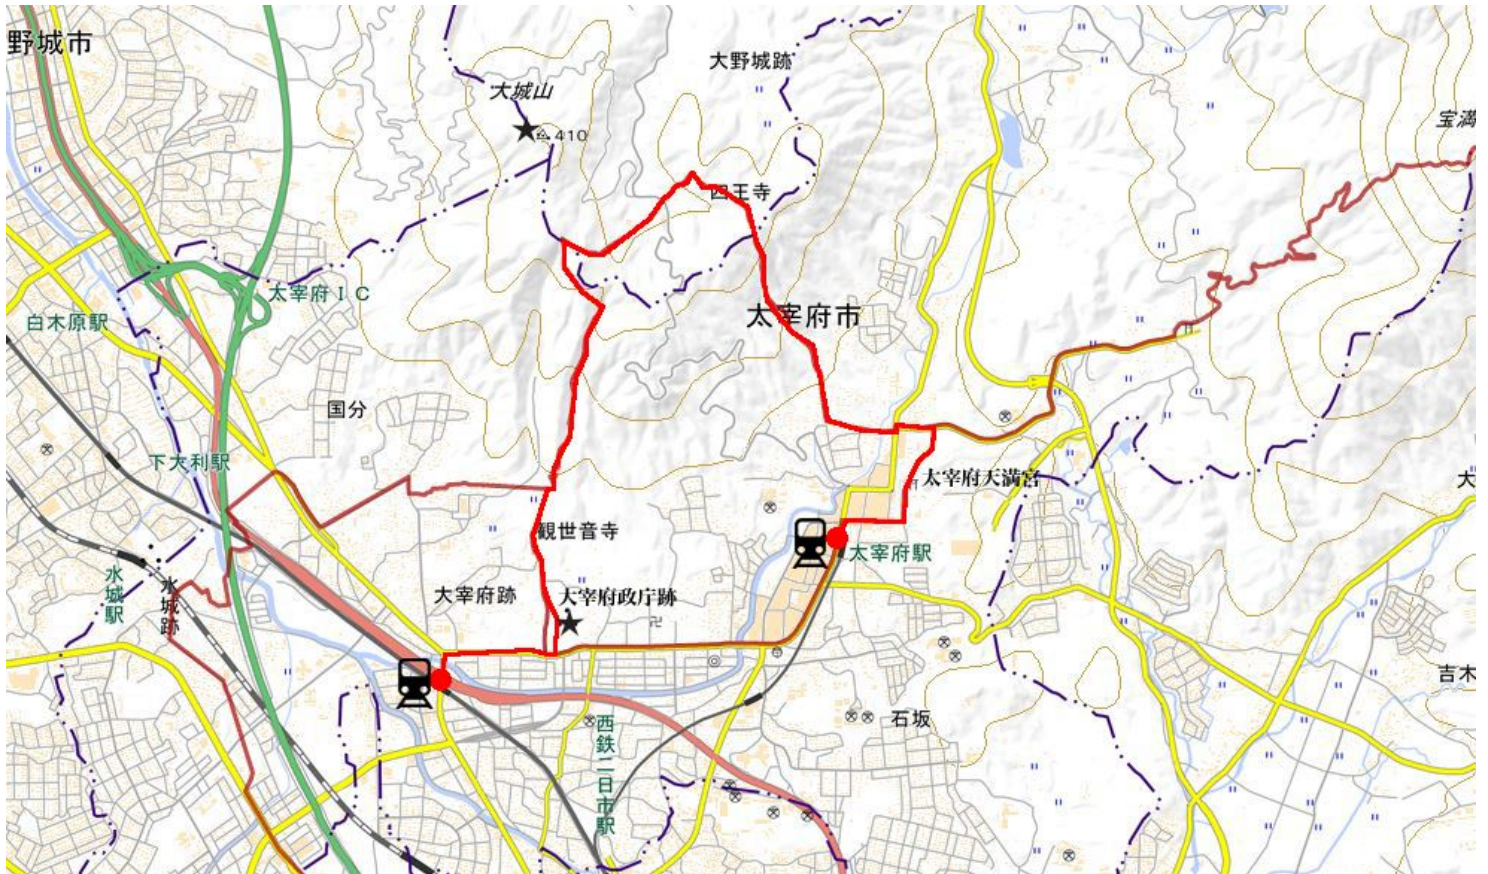 野城市
大野城跡
大城山
410
宝満
四王寺
太宰府IC
白木原駅
太宰府市
国分
下大利駅
太宰府天満宮
大
観世音寺
太宰府駅
水城駅
水城跡
大宰府跡
大宰府政庁跡
吉木
石坂
西鉄二日市駅